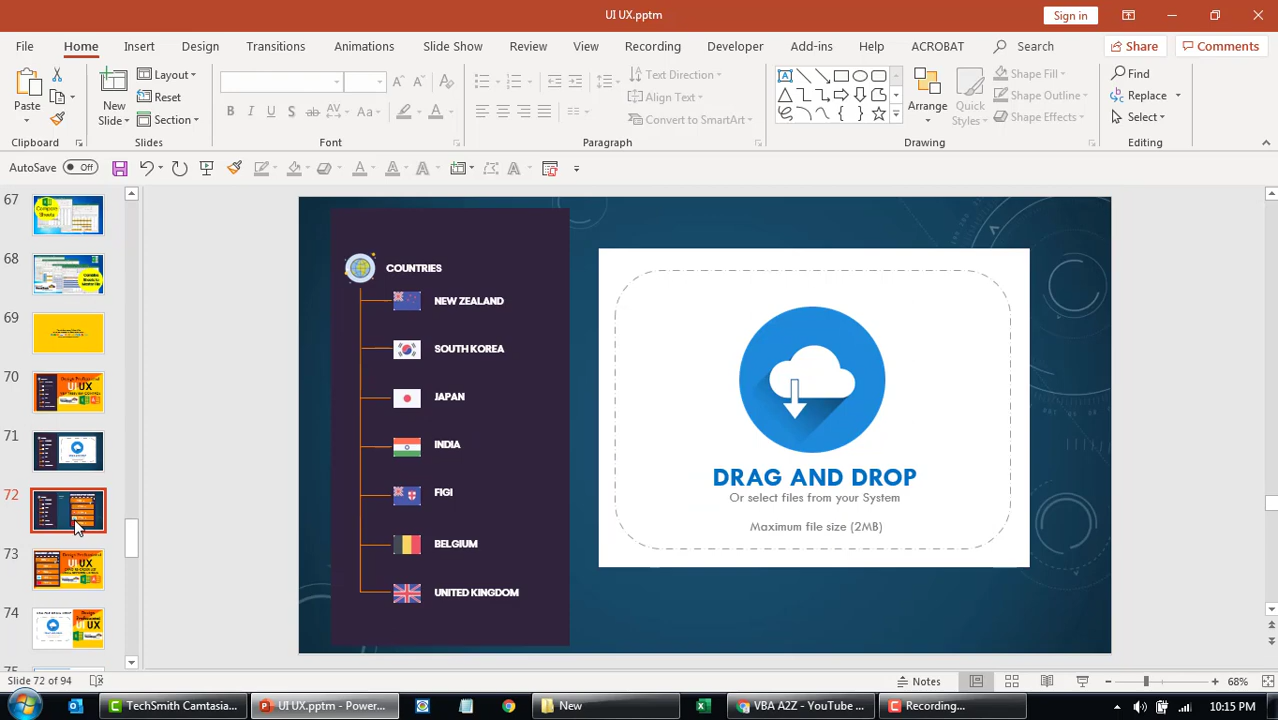 UI UX.pptm
Sign in
File Home Insert Design Transitions Animations Slide Show Review View Recording Developer Add-ins Help ACROBAT Search Share Comments
Paste
New Slide
Layout
Reset
Section
Text Direction
Align Text
Convert to SmartArt
Arrange
Quick Styles
Shape Fill
Shape Outline
Shape Effects
Find
Replace
Select
Clipboard Slides Font Paragraph Drawing Editing
AutoSave Off
67
68
69
70
71
72
73
74
75
COUNTRIES
NEW ZEALAND
SOUTH KOREA
JAPAN
INDIA
FIGI
BELGIUM
UNITED KINGDOM
DRAG AND DROP
Or select files from your System
Maximum file size (2MB)
Slide 72 of 94
Notes
68%
TechSmith Camtasia...
UI UX.pptm - Power...
New
VBA A2Z - YouTube ...
Recording...
10:15 PM